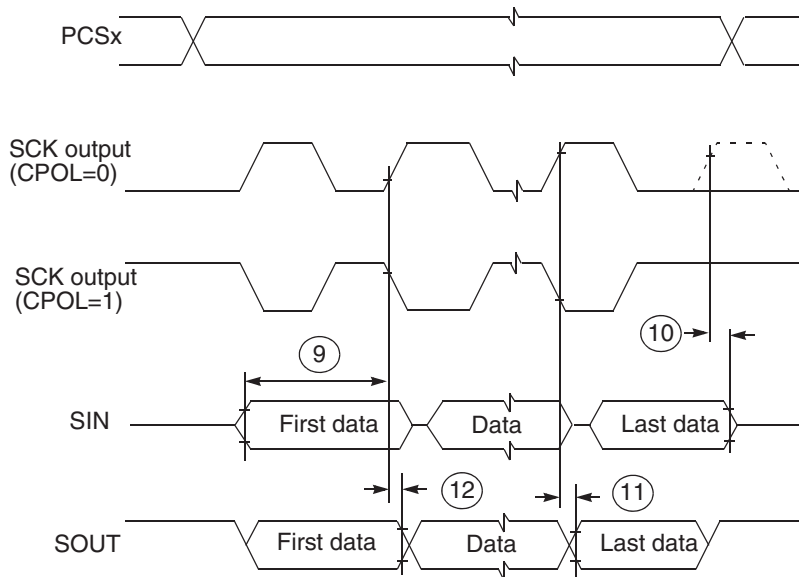 PCSx
SCK output
(CPOL=0)
SCK output
(CPOL=1)
10
9
SIN
First data
Data
Last data
12
11
SOUT
First data
Data
Last data